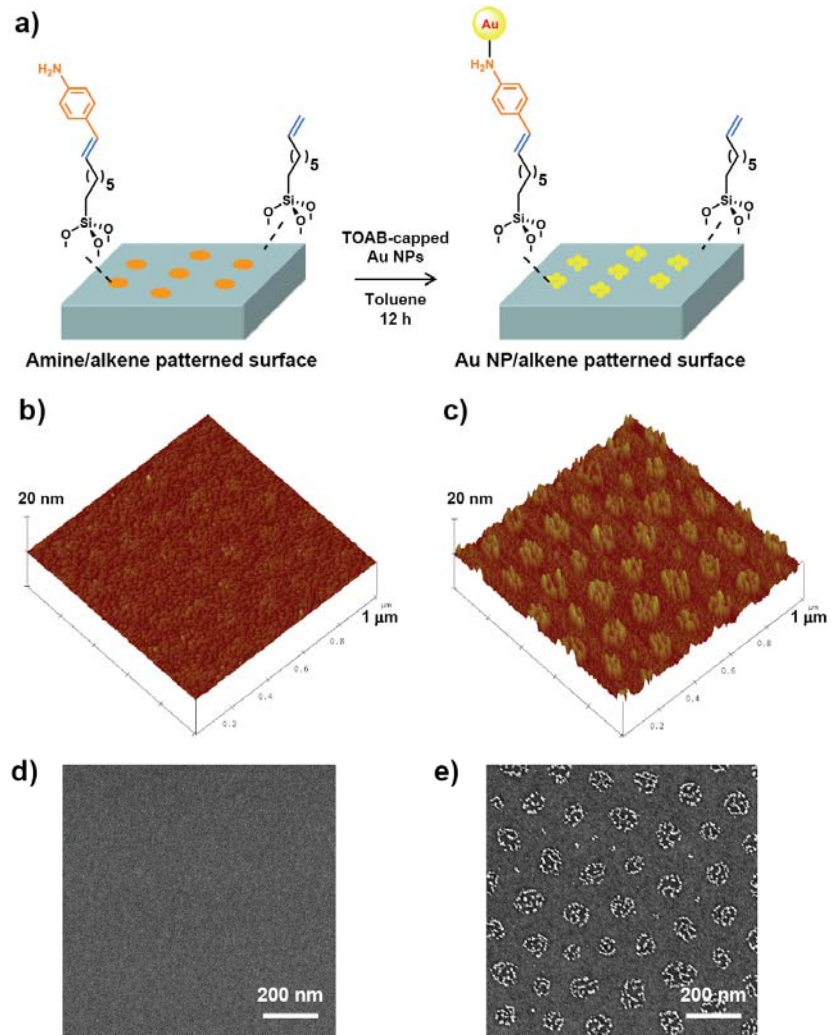 a)
Au
H₂N
H₂N
5
5
5
5
Si
O
O
O
Si
O
O
O
Si
O
O
O
Si
O
O
O
TOAB-capped
Au NPs
Toluene
12 h
Amine/alkene patterned surface
Au NP/alkene patterned surface
b)
c)
20 nm
20 nm
µm
1 µm
0.8
0.6
0.4
0.2
µm
1 µm
0.8
0.6
0.4
0.2
d)
e)
200 nm
200 nm